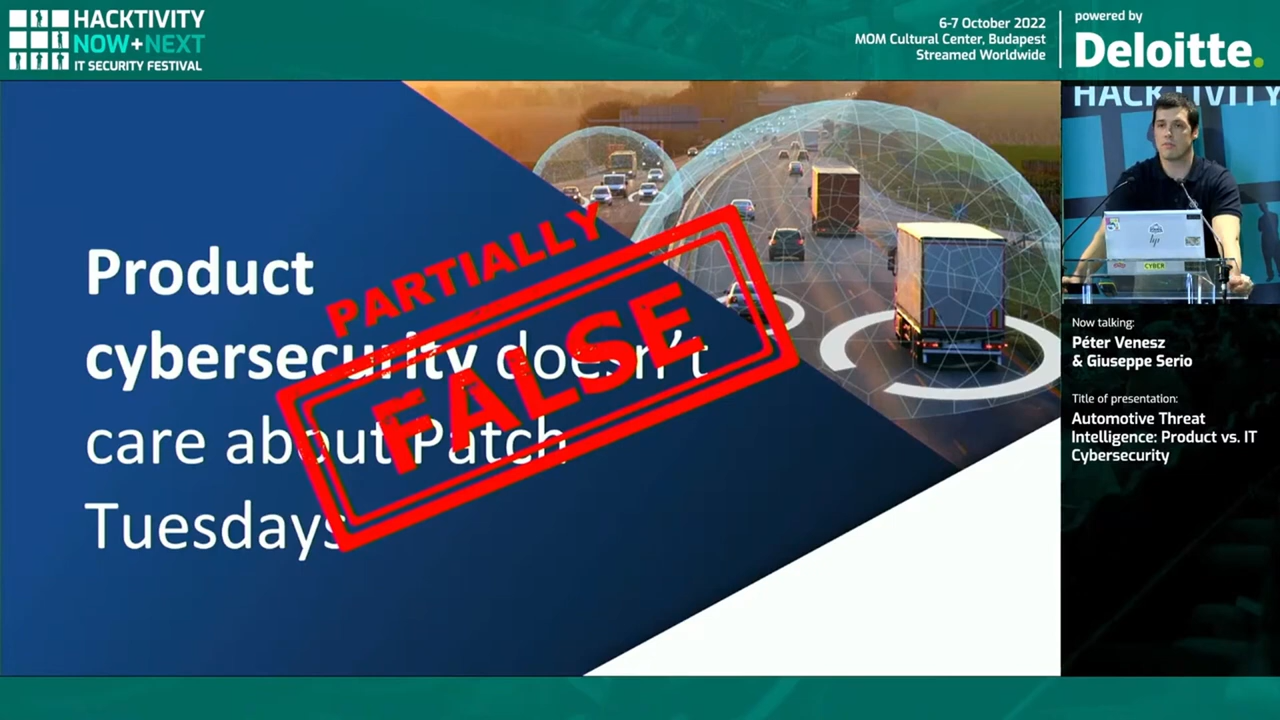 HACKTIVITY
NOW+NEXT
IT SECURITY FESTIVAL
6-7 October 2022
MOM Cultural Center, Budapest
Streamed Worldwide
powered by
Deloitte.
Product
cybersecurity doesn't
care about Patch
Tuesdays
PARTIALLY
FALSE
HACKTIVITY
hp
CYBER
Now talking:
Péter Venesz
& Giuseppe Serio
Title of presentation:
Automotive Threat
Intelligence: Product vs. IT
Cybersecurity